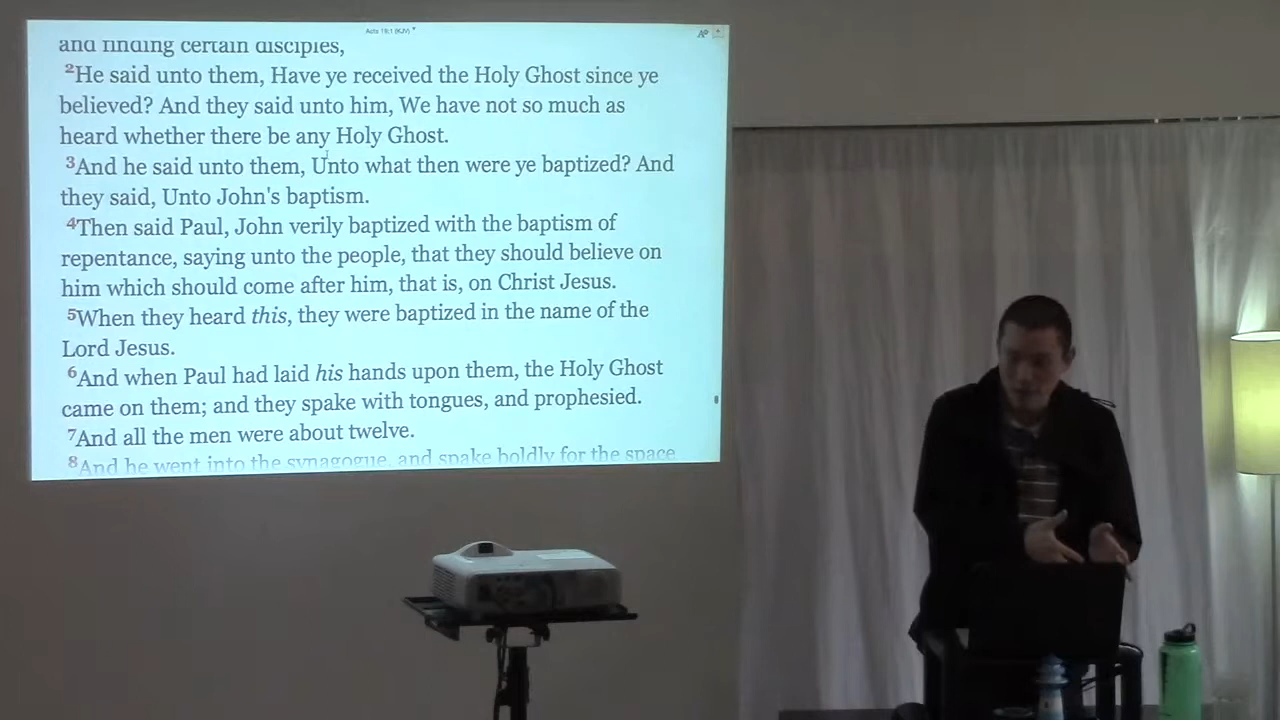 Acts 19:1 (KJV)
and finding certain disciples,
2He said unto them, Have ye received the Holy Ghost since ye
believed? And they said unto him, We have not so much as
heard whether there be any Holy Ghost.
3And he said unto them, Unto what then were ye baptized? And
they said, Unto John's baptism.
4Then said Paul, John verily baptized with the baptism of
repentance, saying unto the people, that they should believe on
him which should come after him, that is, on Christ Jesus.
5When they heard this, they were baptized in the name of the
Lord Jesus.
6And when Paul had laid his hands upon them, the Holy Ghost
came on them; and they spake with tongues, and prophesied.
7And all the men were about twelve.
8And he went into the synagogue, and spake boldly for the space